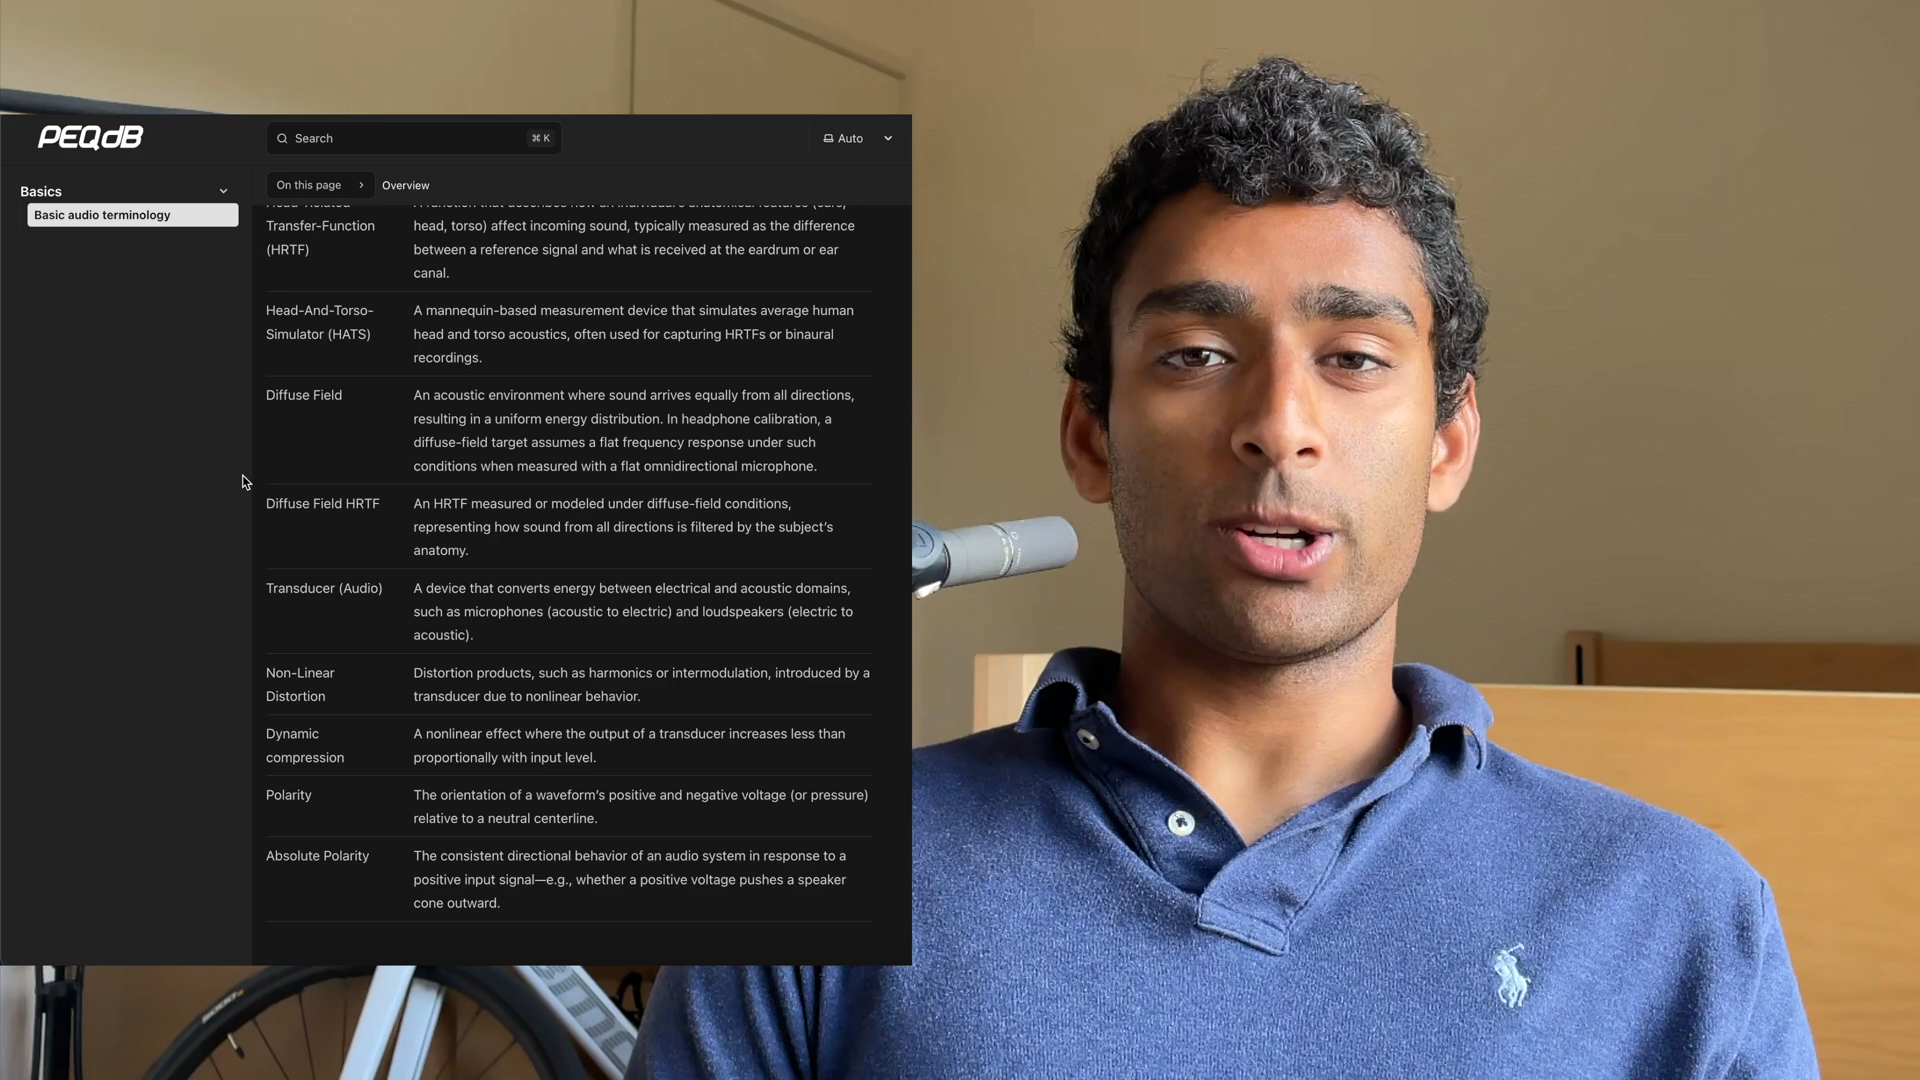 PEQdB
Search
⌘ K
Auto
Basics
Basic audio terminology
On this page
Overview
Head-Related
Transfer-Function
(HRTF)
head, torso) affect incoming sound, typically measured as the difference
between a reference signal and what is received at the eardrum or ear
canal.
Head-And-Torso-
Simulator (HATS)
A mannequin-based measurement device that simulates average human
head and torso acoustics, often used for capturing HRTFs or binaural
recordings.
Diffuse Field
An acoustic environment where sound arrives equally from all directions,
resulting in a uniform energy distribution. In headphone calibration, a
diffuse-field target assumes a flat frequency response under such
conditions when measured with a flat omnidirectional microphone.
Diffuse Field HRTF
An HRTF measured or modeled under diffuse-field conditions,
representing how sound from all directions is filtered by the subject’s
anatomy.
Transducer (Audio)
A device that converts energy between electrical and acoustic domains,
such as microphones (acoustic to electric) and loudspeakers (electric to
acoustic).
Non-Linear
Distortion
Distortion products, such as harmonics or intermodulation, introduced by a
transducer due to nonlinear behavior.
Dynamic
compression
A nonlinear effect where the output of a transducer increases less than
proportionally with input level.
Polarity
The orientation of a waveform’s positive and negative voltage (or pressure)
relative to a neutral centerline.
Absolute Polarity
The consistent directional behavior of an audio system in response to a
positive input signal—e.g., whether a positive voltage pushes a speaker
cone outward.